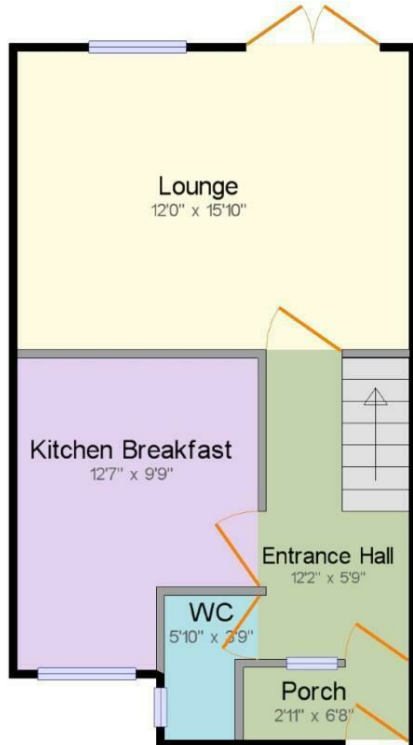 Lounge
12'0" x 15'10"
Kitchen Breakfast
12'7" x 9'9"
Entrance Hall
12'2" x 5'9"
WC
5'10" x 3'9"
Porch
2'11" x 6'8"